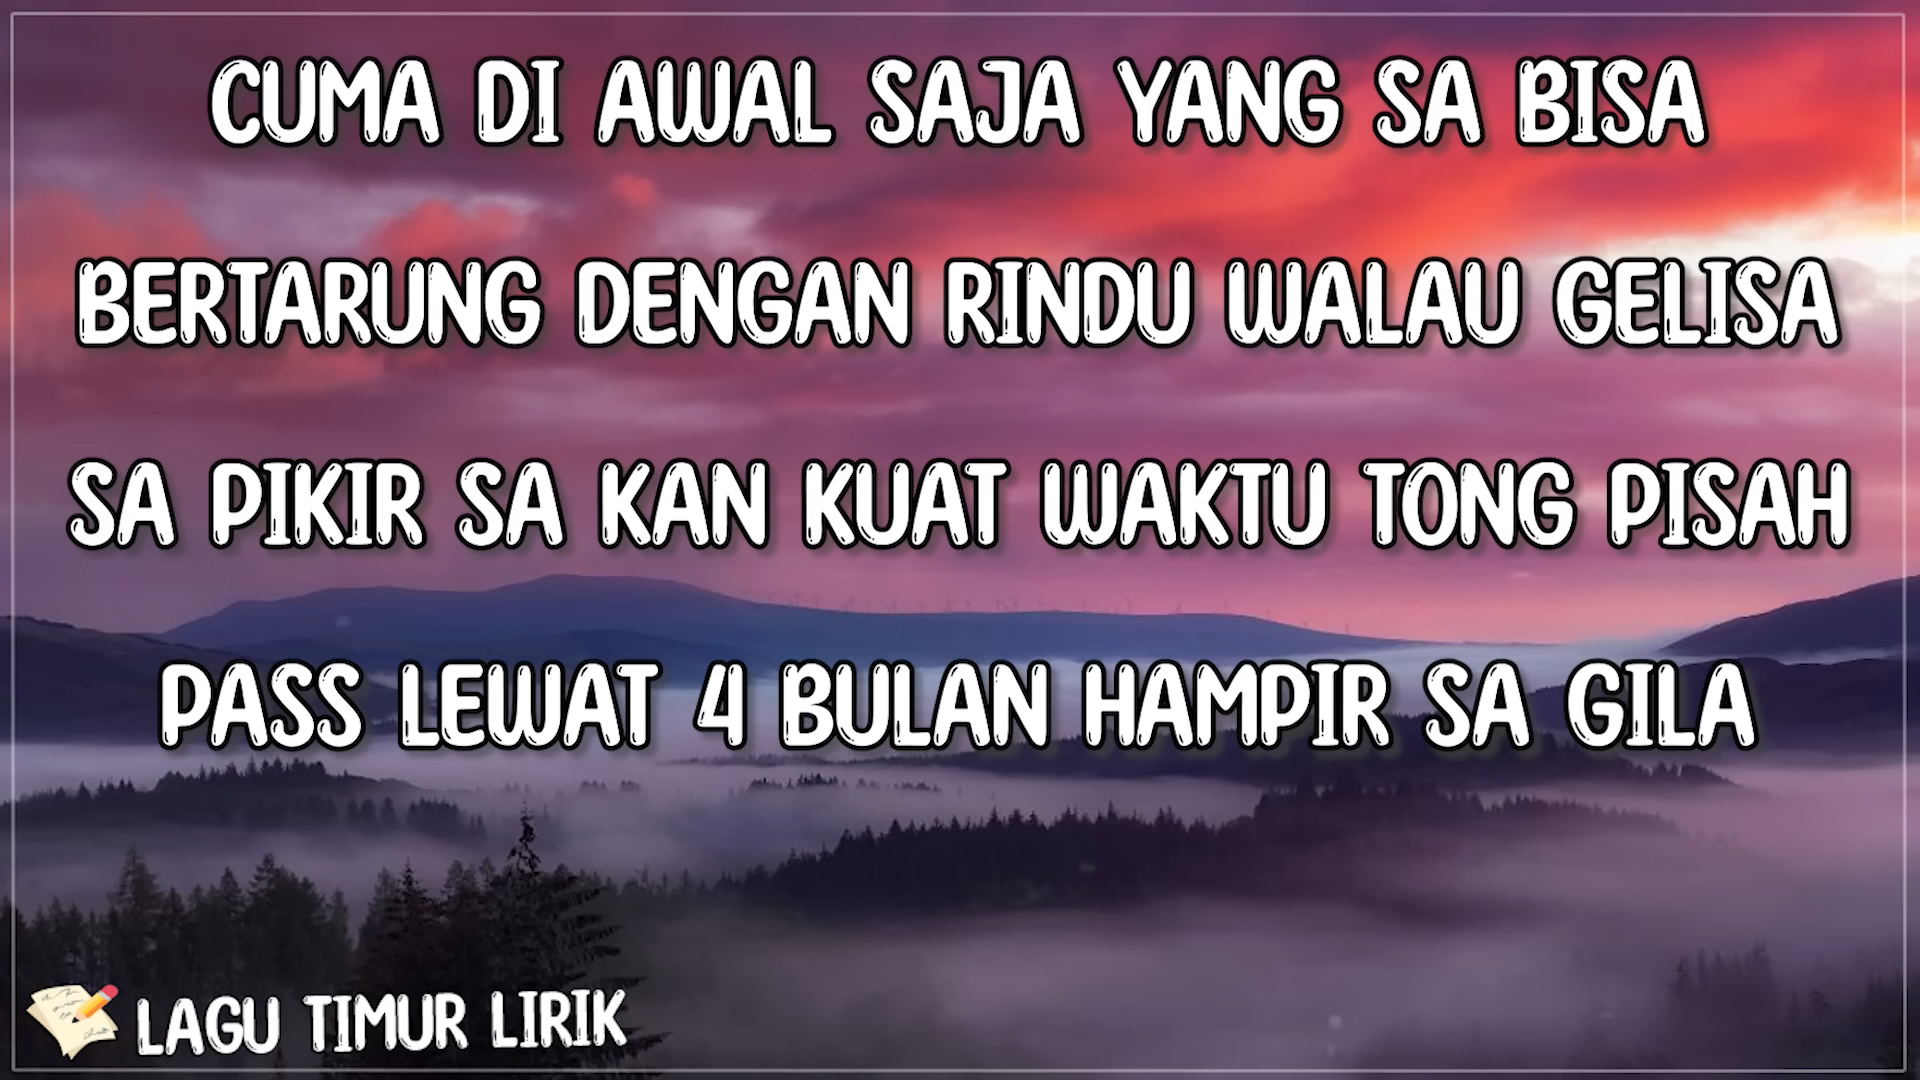 CUMA DI AWAL SAJA YANG SA BISA
BERTARUNG DENGAN RINDU WALAU GELISA
SA PIKIR SA KAN KUAT WAKTU TONG PISAH
PASS LEWAT 4 BULAN HAMPIR SA GILA
LAGU TIMUR LIRIK